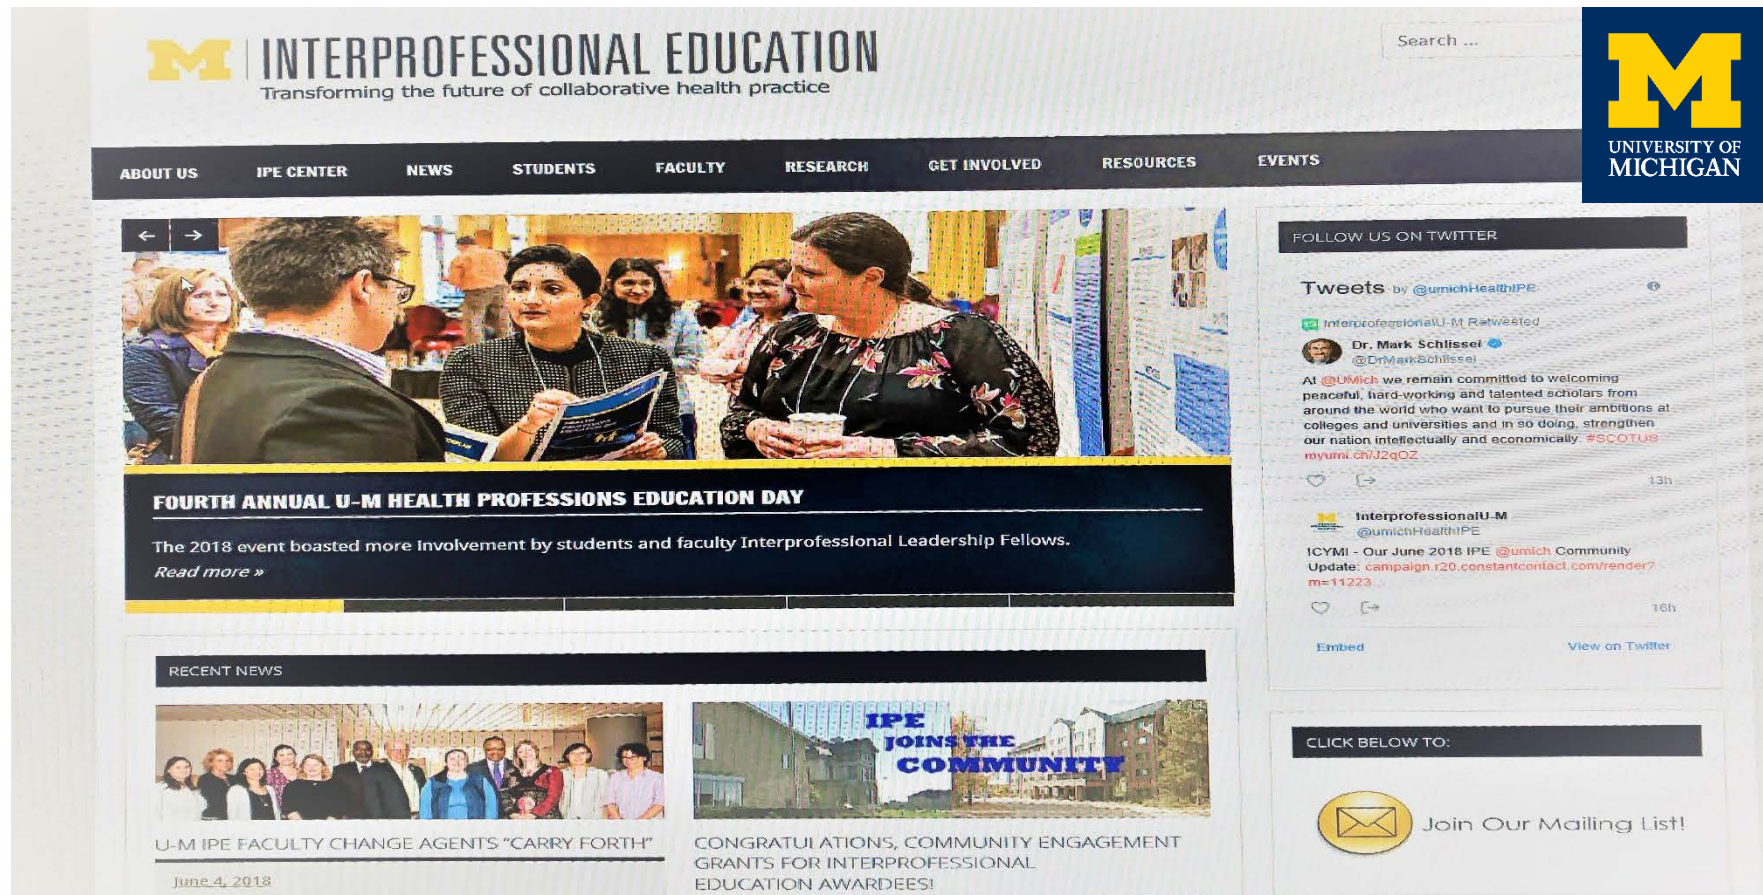 INTERPROFESSIONAL EDUCATION
Transforming the future of collaborative health practice
Search ...
M
UNIVERSITY OF
MICHIGAN
ABOUT US IPE CENTER NEWS STUDENTS FACULTY RESEARCH GET INVOLVED RESOURCES EVENTS
FOURTH ANNUAL U-M HEALTH PROFESSIONS EDUCATION DAY
The 2018 event boasted more involvement by students and faculty Interprofessional Leadership Fellows.
Read more »
RECENT NEWS
U-M IPE FACULTY CHANGE AGENTS “CARRY FORTH”
June 4, 2018
IPE
JOINS THE
COMMUNITY
CONGRATULATIONS, COMMUNITY ENGAGEMENT
GRANTS FOR INTERPROFESSIONAL
EDUCATION AWARDEES!
FOLLOW US ON TWITTER
Tweets by @umichHealthIPE
InterprofessionalU-M Retweeted
Dr. Mark Schlissel
@DrMarkSchlissel
At @UMich we remain committed to welcoming
peaceful, hard-working and talented scholars from
around the world who want to pursue their ambitions at
colleges and universities and in so doing, strengthen
our nation intellectually and economically. #SCOTUS
myumi.ch/J2qOZ
13h
InterprofessionalU-M
@umichHealthIPE
ICYMI - Our June 2018 IPE @umich Community
Update: campaign.r20.constantcontact.com/render?
m=11223...
16h
Embed View on Twitter
CLICK BELOW TO:
Join Our Mailing List!